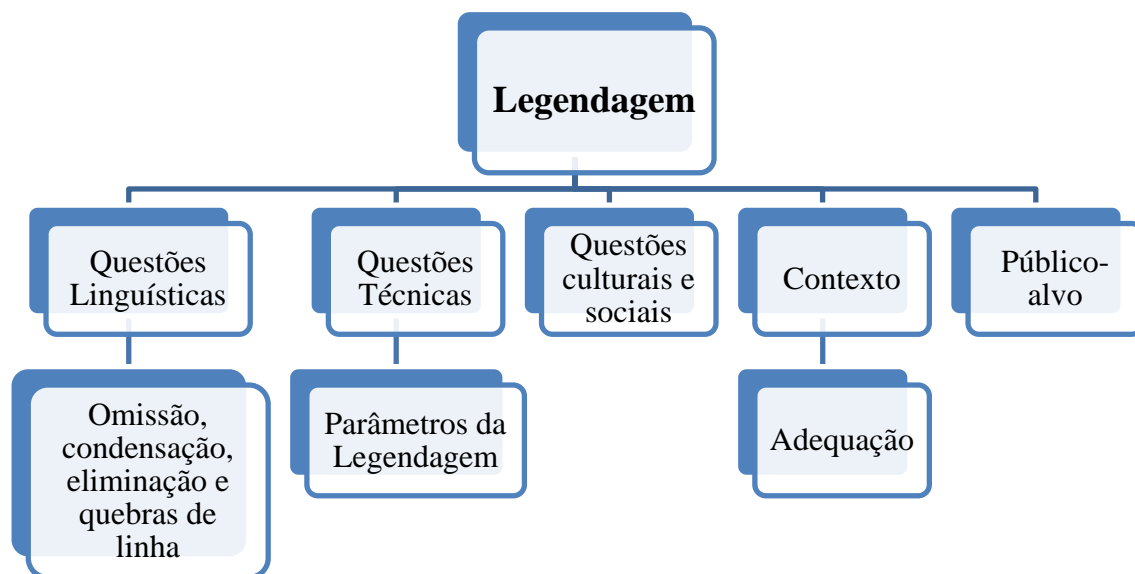 Legendagem
Questões
Linguísticas
Questões
Técnicas
Questões
culturais e
sociais
Contexto
Público-
alvo
Omissão,
condensação,
eliminação e
quebras de
linha
Parâmetros da
Legendagem
Adequação